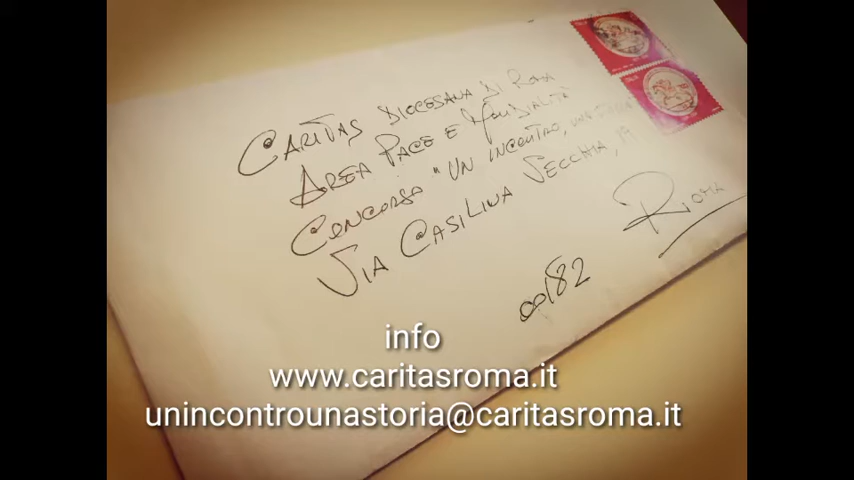 CARITAS DIOCESANA DI ROMA
AREA PACE E MONDIALITÀ
CONCORSO "UN INCONTRO, UNA
VIA CASILINA VECCHIA, 19
00182 ROMA
info
www.caritasroma.it
unincontrounastoria@caritasroma.it